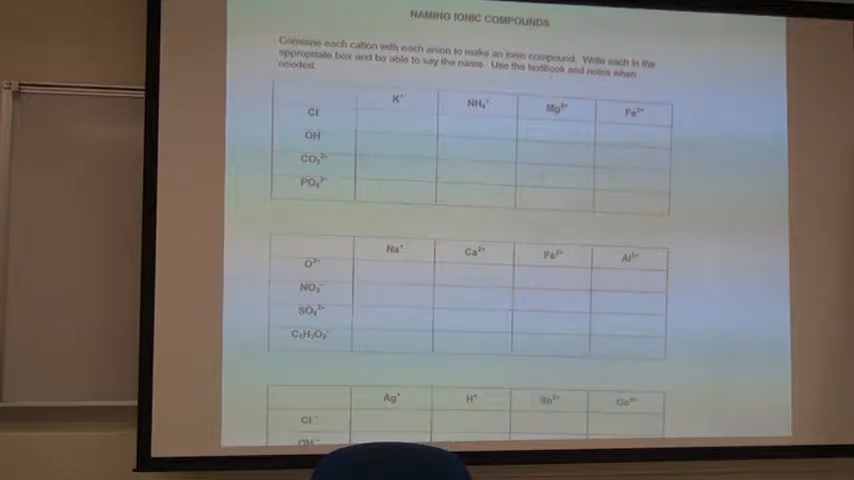 NAMING IONIC COMPOUNDS
Combine each cation with each anion to make an ionic compound. Write each in the
appropriate box and be able to say the name. Use the textbook and notes when
needed.
K⁺ NH₄⁺ Mg²⁺
Cl
OH
CO₃²⁻
PO₄³⁻
Na⁺ Ca²⁺ Al³⁺
O²⁻
NO₃⁻
SO₄²⁻
C₂H₃O₂⁻
Ag⁺ H⁺
Cl⁻
OH⁻